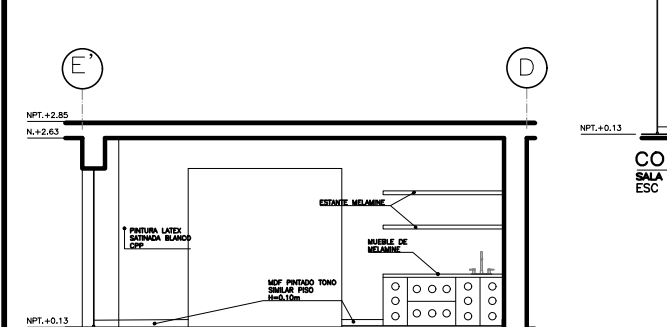 E'
D
NPT.+2.85
N.+2.63
NPT.+0.13
CO
SALA
ESC
ESTANTE MELAMINE
PINTURA LATEX
SATINADA BLANCO
CPP
MUEBLE DE
MELAMINE
MDF PINTADO TONO
SIMILAR PISO
H=0.10m
NPT.+0.13